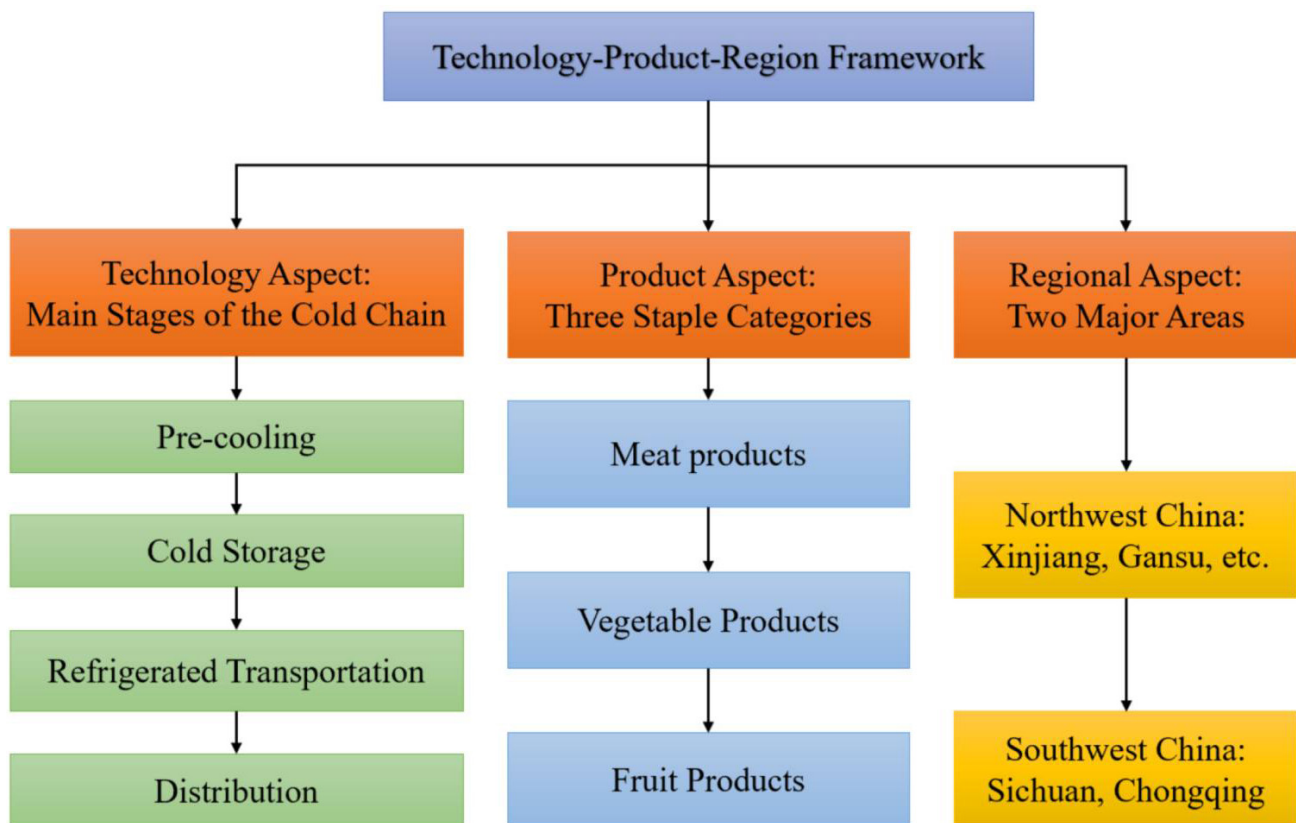 Technology-Product-Region Framework
Technology Aspect:
Main Stages of the Cold Chain
Pre-cooling
Cold Storage
Refrigerated Transportation
Distribution
Product Aspect:
Three Staple Categories
Meat products
Vegetable Products
Fruit Products
Regional Aspect:
Two Major Areas
Northwest China:
Xinjiang, Gansu, etc.
Southwest China:
Sichuan, Chongqing